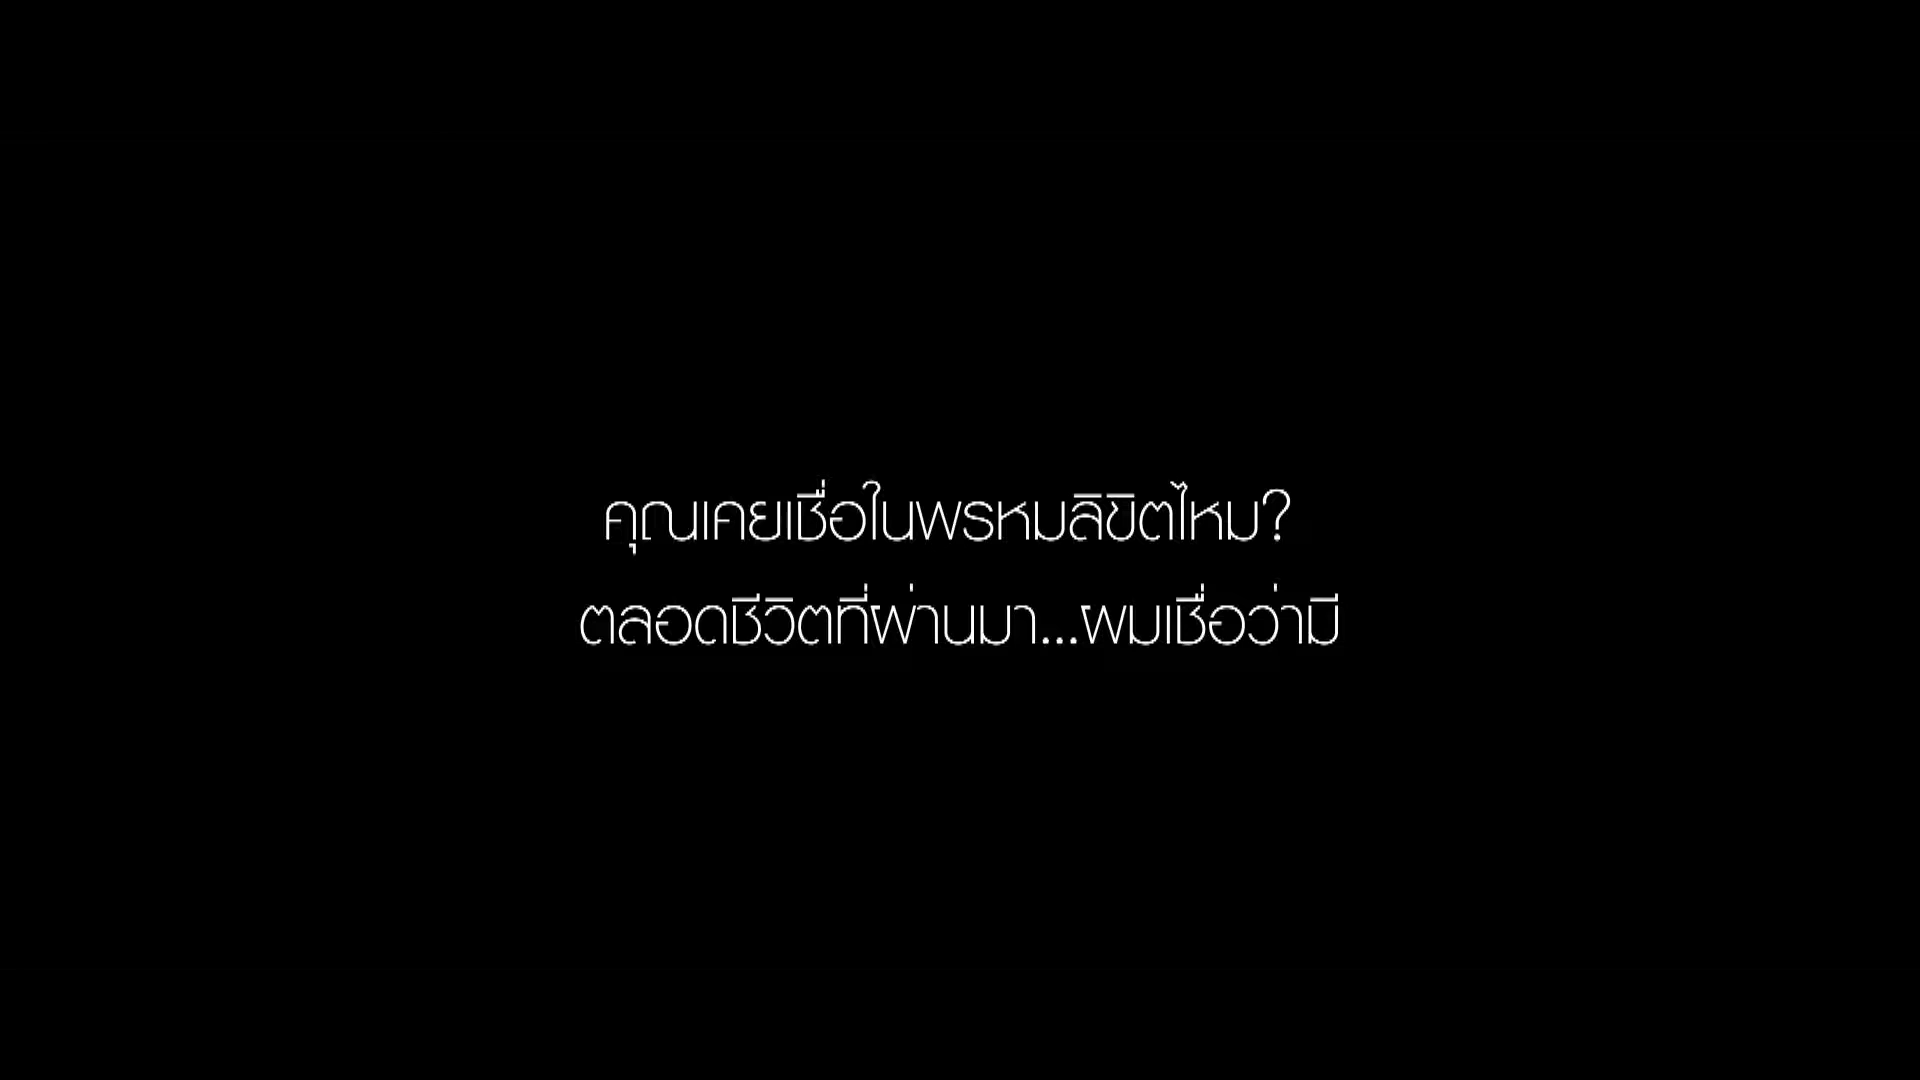 คุณเคยเชื่อในพรหมลิขิตไหม?
ตลอดชีวิตที่ผ่านมา...ผมเชื่อว่ามี